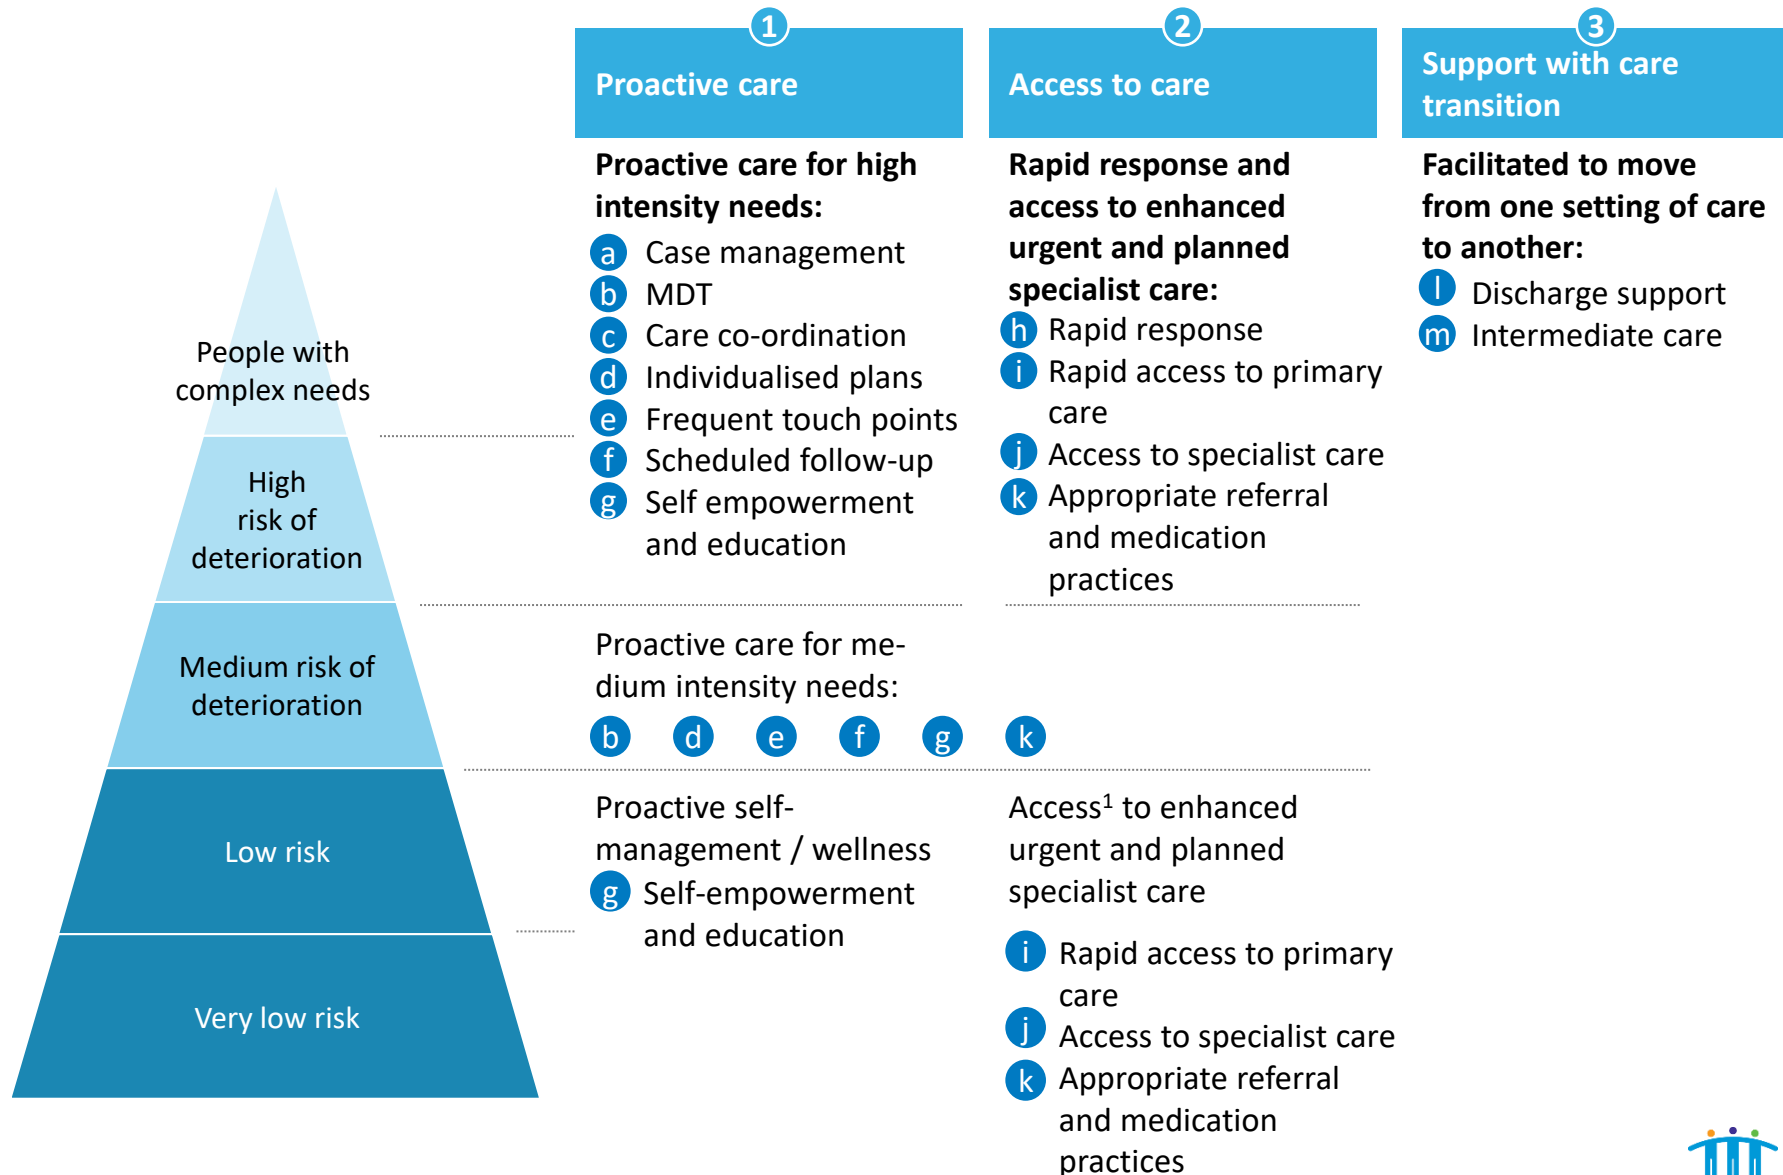 People with
complex needs
High
risk of
deterioration
Medium risk of
deterioration
Low risk
Very low risk
1
Proactive care
Proactive care for high
intensity needs:
a Case management
b MDT
c Care co-ordination
d Individualised plans
e Frequent touch points
f Scheduled follow-up
g Self empowerment
and education
Proactive care for me-
dium intensity needs:
b d e f g k
Proactive self-
management / wellness
g Self-empowerment
and education
2
Access to care
Rapid response and
access to enhanced
urgent and planned
specialist care:
h Rapid response
i Rapid access to primary
care
j Access to specialist care
k Appropriate referral
and medication
practices
Access¹ to enhanced
urgent and planned
specialist care
i Rapid access to primary
care
j Access to specialist care
k Appropriate referral
and medication
practices
3
Support with care
transition
Facilitated to move
from one setting of care
to another:
l Discharge support
m Intermediate care